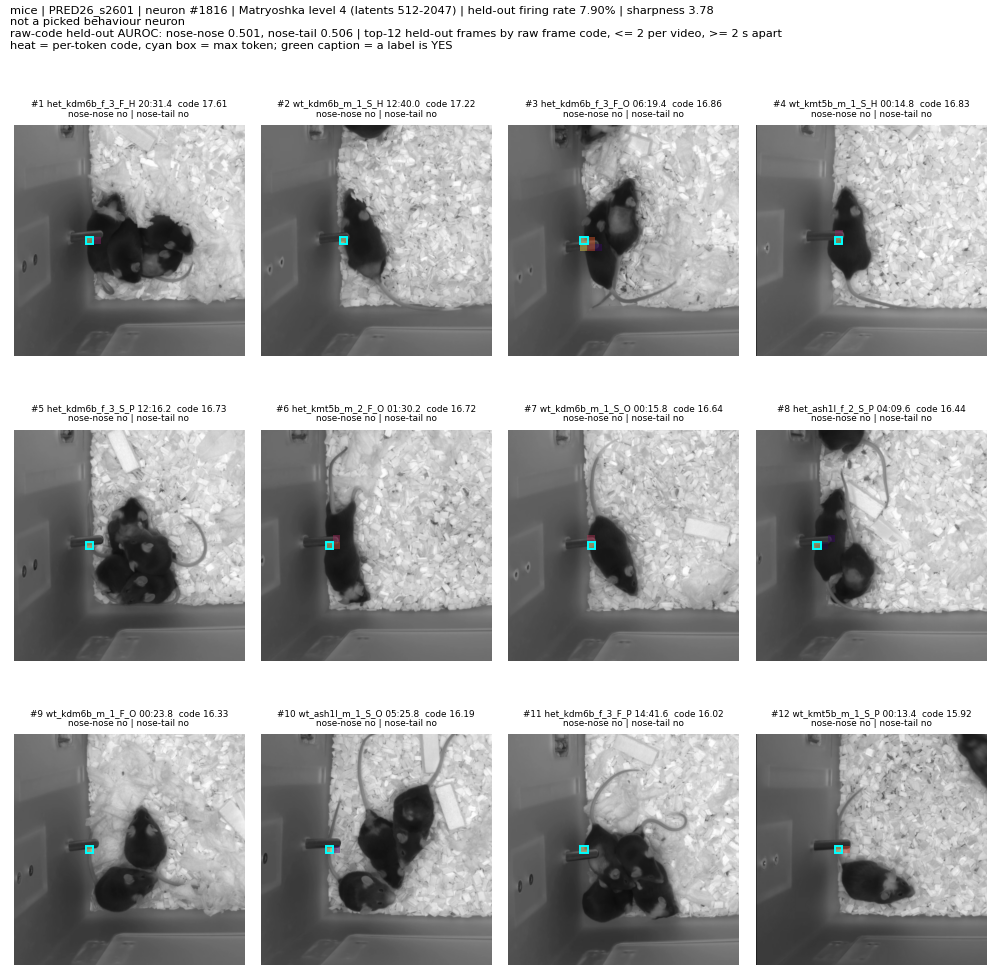 mice | PRED26_s2601 | neuron #1816 | Matryoshka level 4 (latents 512-2047) | held-out firing rate 7.90% | sharpness 3.78
not a picked behaviour neuron
raw-code held-out AUROC: nose-nose 0.501, nose-tail 0.506 | top-12 held-out frames by raw frame code, <= 2 per video, >= 2 s apart
heat = per-token code, cyan box = max token; green caption = a label is YES
#1 het_kdm6b_f_3_F_H 20:31.4 code 17.61
nose-nose no | nose-tail no
#2 wt_kdm6b_m_1_S_H 12:40.0 code 17.22
nose-nose no | nose-tail no
#3 het_kdm6b_f_3_F_O 06:19.4 code 16.86
nose-nose no | nose-tail no
#4 wt_kmt5b_m_1_S_H 00:14.8 code 16.83
nose-nose no | nose-tail no
#5 het_kdm6b_f_3_S_P 12:16.2 code 16.73
nose-nose no | nose-tail no
#6 het_kmt5b_m_2_F_O 01:30.2 code 16.72
nose-nose no | nose-tail no
#7 wt_kdm6b_m_1_S_O 00:15.8 code 16.64
nose-nose no | nose-tail no
#8 het_ash1l_f_2_S_P 04:09.6 code 16.44
nose-nose no | nose-tail no
#9 wt_kdm6b_m_1_F_O 00:23.8 code 16.33
nose-nose no | nose-tail no
#10 wt_ash1l_m_1_S_O 05:25.8 code 16.19
nose-nose no | nose-tail no
#11 het_kdm6b_f_3_F_P 14:41.6 code 16.02
nose-nose no | nose-tail no
#12 wt_kmt5b_m_1_S_P 00:13.4 code 15.92
nose-nose no | nose-tail no